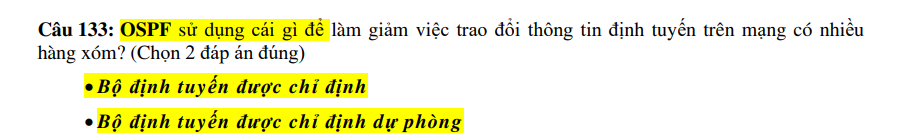 Câu 133: OSPF sử dụng cái gì để làm giảm việc trao đổi thông tin định tuyến trên mạng có nhiều
hàng xóm? (Chọn 2 đáp án đúng)
• Bộ định tuyến được chỉ định
• Bộ định tuyến được chỉ định dự phòng